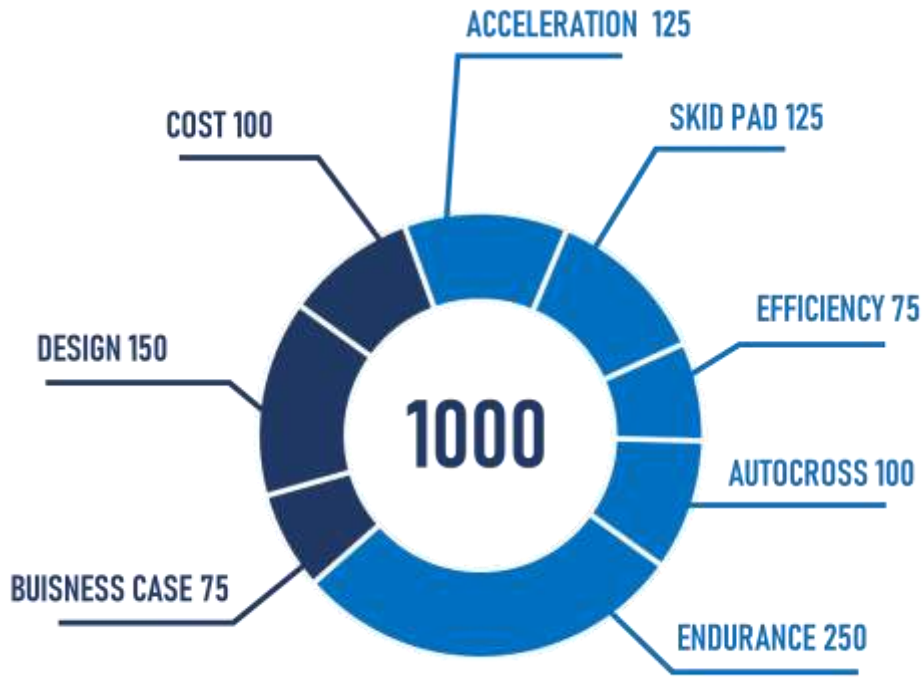 ACCELERATION 125
COST 100
SKID PAD 125
EFFICIENCY 75
DESIGN 150
1000
AUTOCROSS 100
BUISNESS CASE 75
ENDURANCE 250